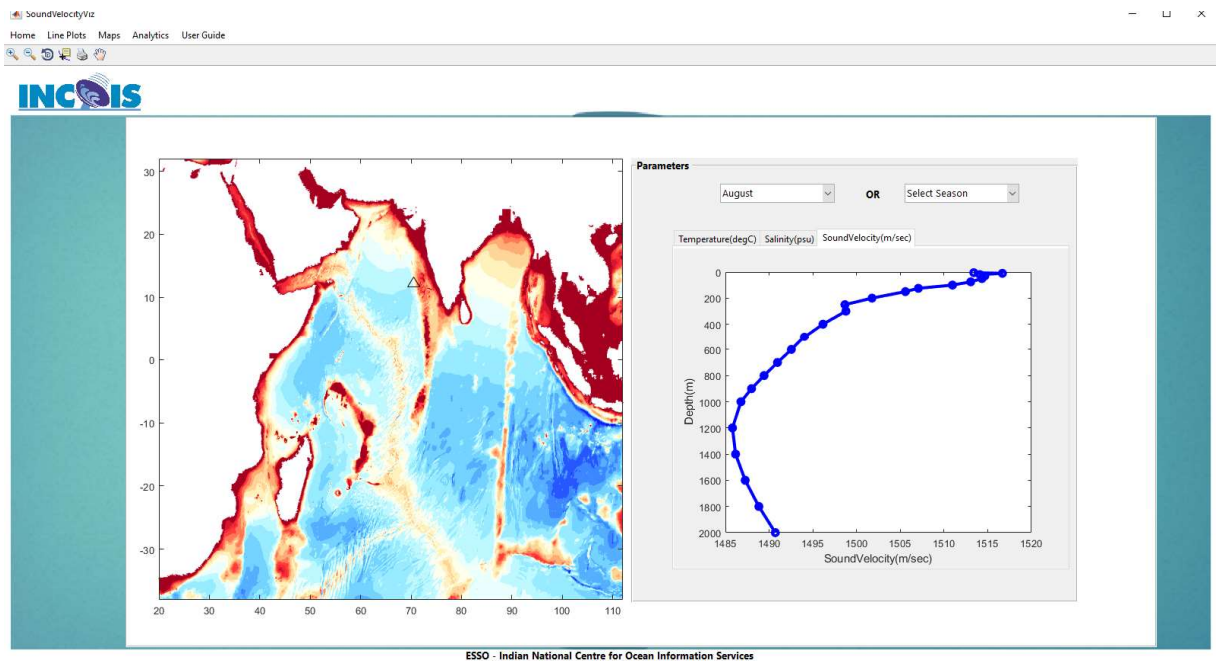 SoundVelocityViz
Home Line Plots Maps Analytics User Guide
INCOIS
Parameters
August OR Select Season
Temperature(degC) Salinity(psu) SoundVelocity(m/sec)
30
20
10
0
-10
-20
-30
20 30 40 50 60 70 80 90 100 110
Depth(m)
0
200
400
600
800
1000
1200
1400
1600
1800
2000
1485 1490 1495 1500 1505 1510 1515 1520
SoundVelocity(m/sec)
ESSO - Indian National Centre for Ocean Information Services